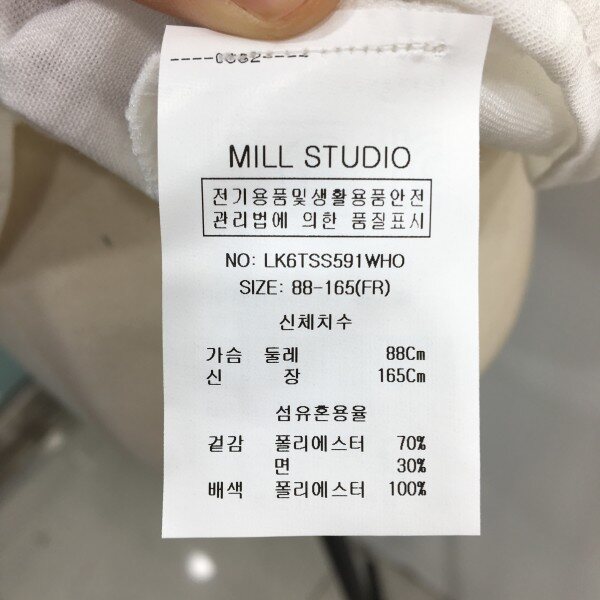 MILL STUDIO
전기용품및생활용품안전
관리법에 의한 품질표시
NO: LK6TSS591WHO
SIZE: 88-165(FR)
신체치수
가슴 둘레 88Cm
신 장 165Cm
섬유혼용율
겉감 폴리에스터 70%
면 30%
배색 폴리에스터 100%